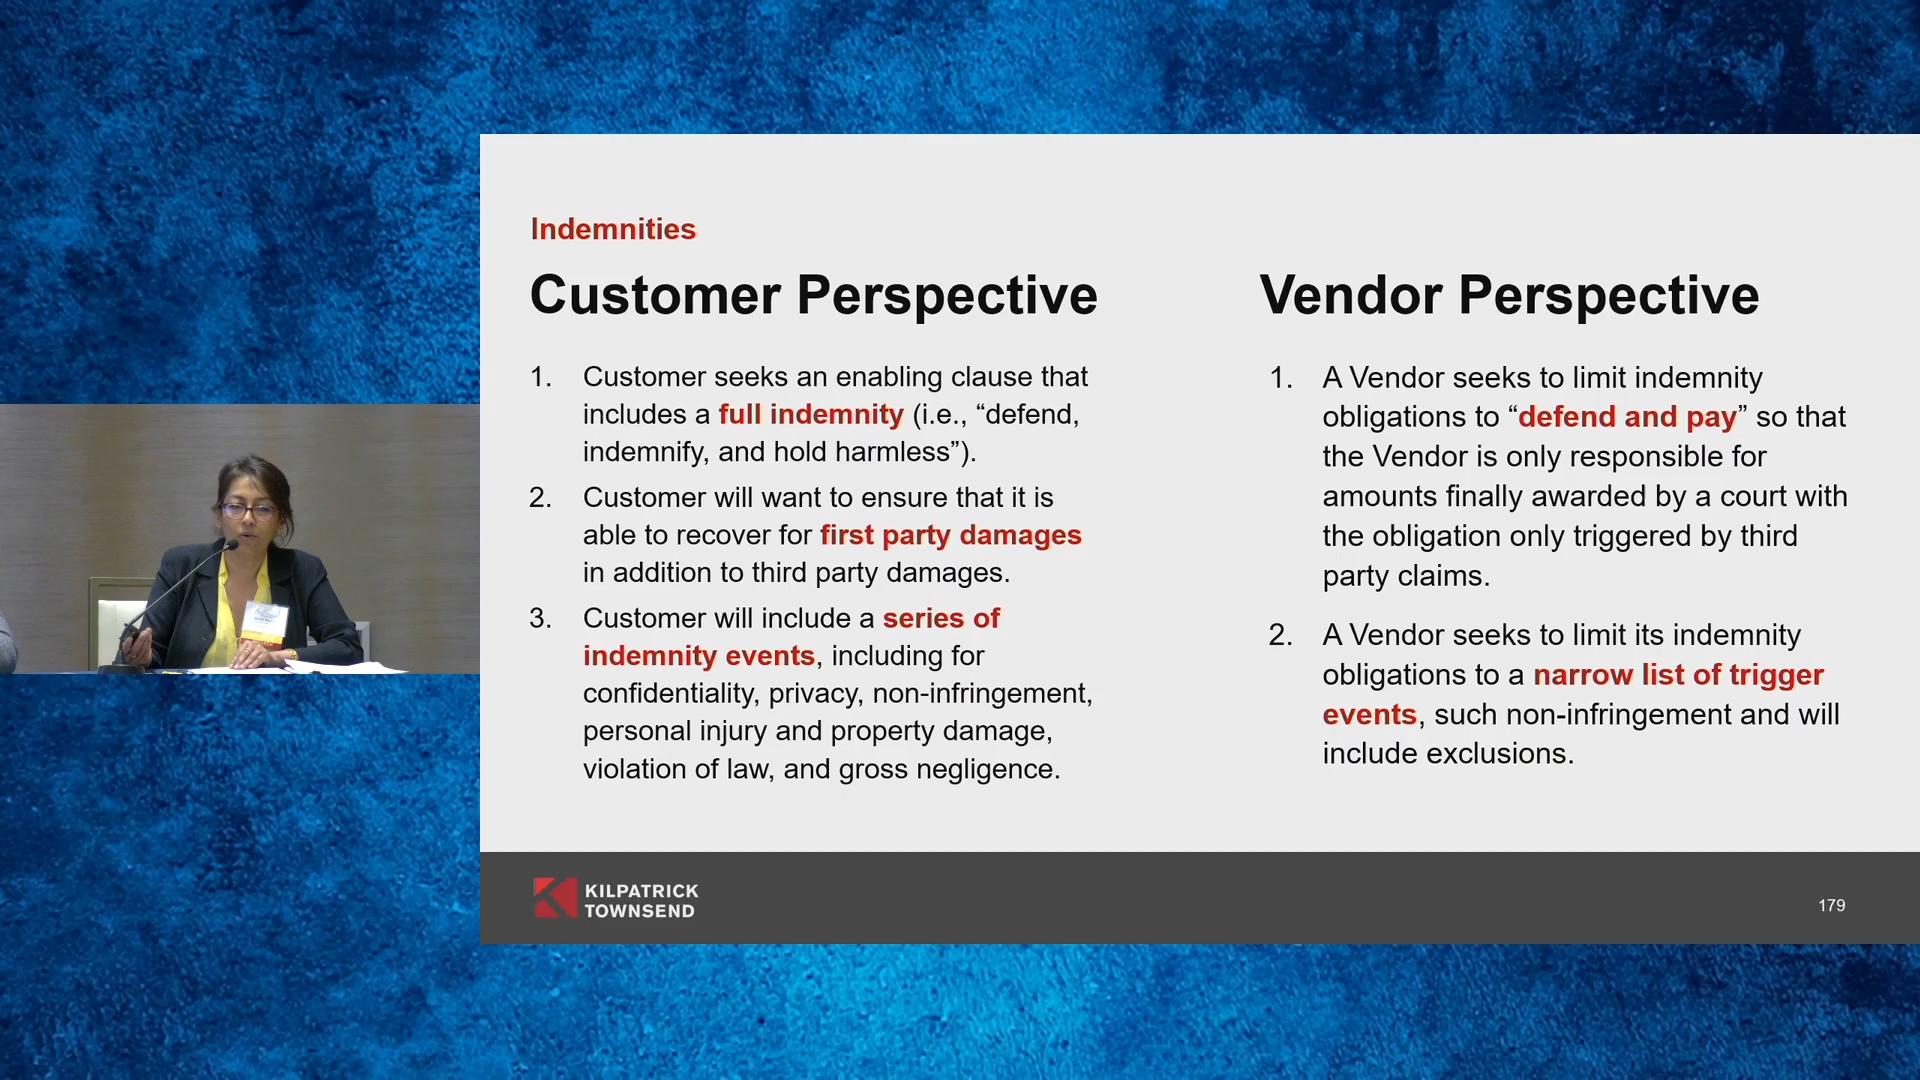 Indemnities
Customer Perspective
1. Customer seeks an enabling clause that
includes a full indemnity (i.e., “defend,
indemnify, and hold harmless”).
2. Customer will want to ensure that it is
able to recover for first party damages
in addition to third party damages.
3. Customer will include a series of
indemnity events, including for
confidentiality, privacy, non-infringement,
personal injury and property damage,
violation of law, and gross negligence.
Vendor Perspective
1. A Vendor seeks to limit indemnity
obligations to “defend and pay” so that
the Vendor is only responsible for
amounts finally awarded by a court with
the obligation only triggered by third
party claims.
2. A Vendor seeks to limit its indemnity
obligations to a narrow list of trigger
events, such non-infringement and will
include exclusions.
KILPATRICK
TOWNSEND
179